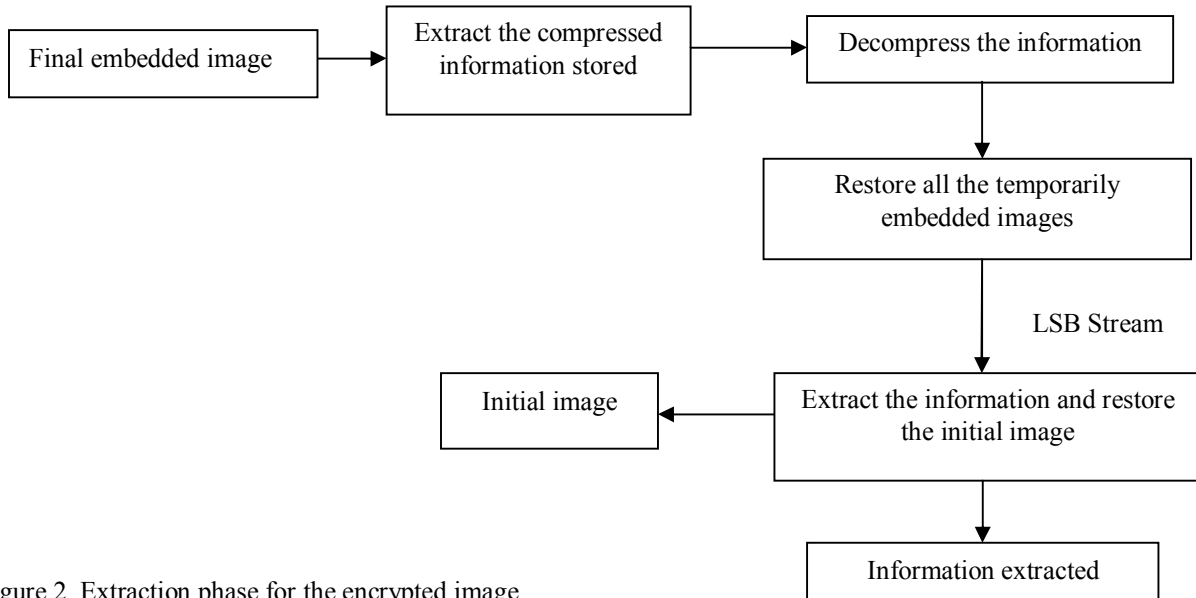 Final embedded image
Extract the compressed
information stored
Decompress the information
Restore all the temporarily
embedded images
LSB Stream
Initial image
Extract the information and restore
the initial image
Information extracted
igure 2. Extraction phase for the encrypted image